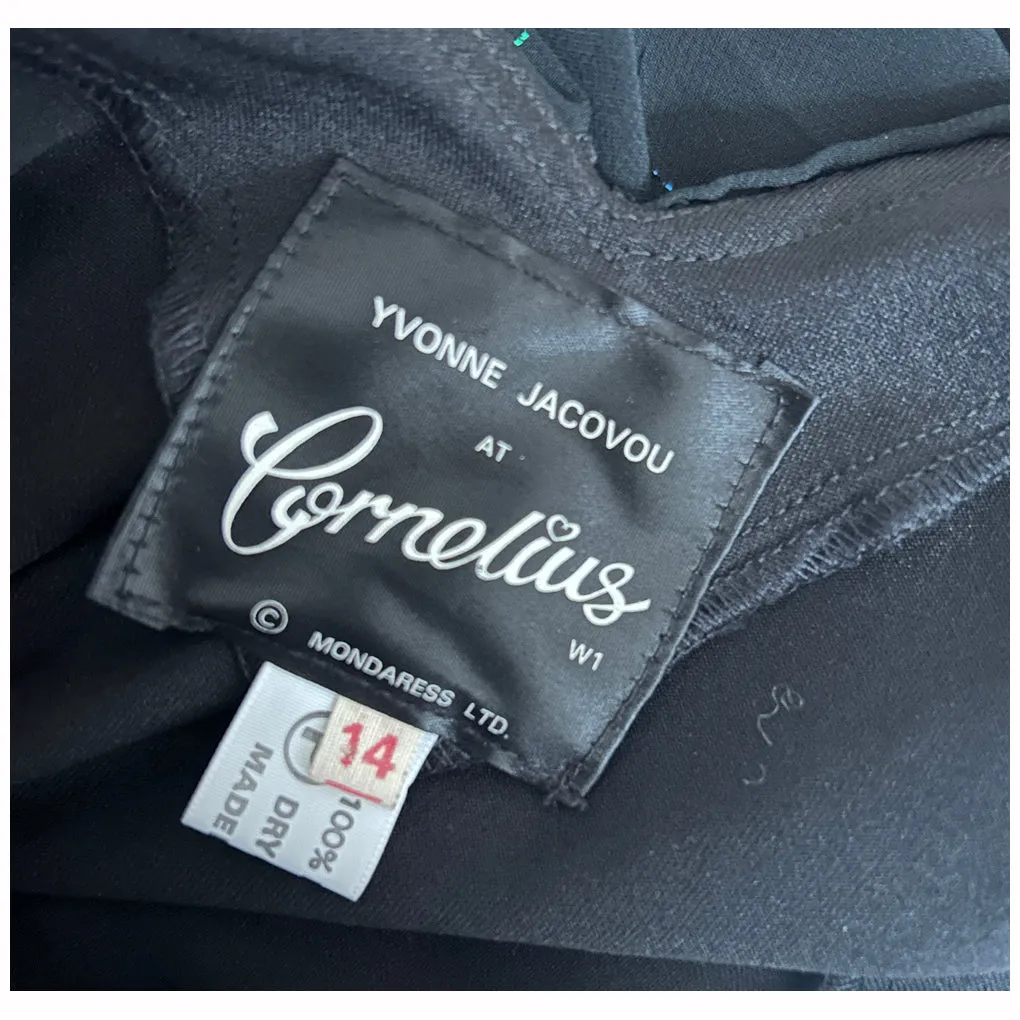 YVONNE JACOVOU
AT
Cornelius
W1
© MONDARESS LTD.
14
100%
DRY
MADE